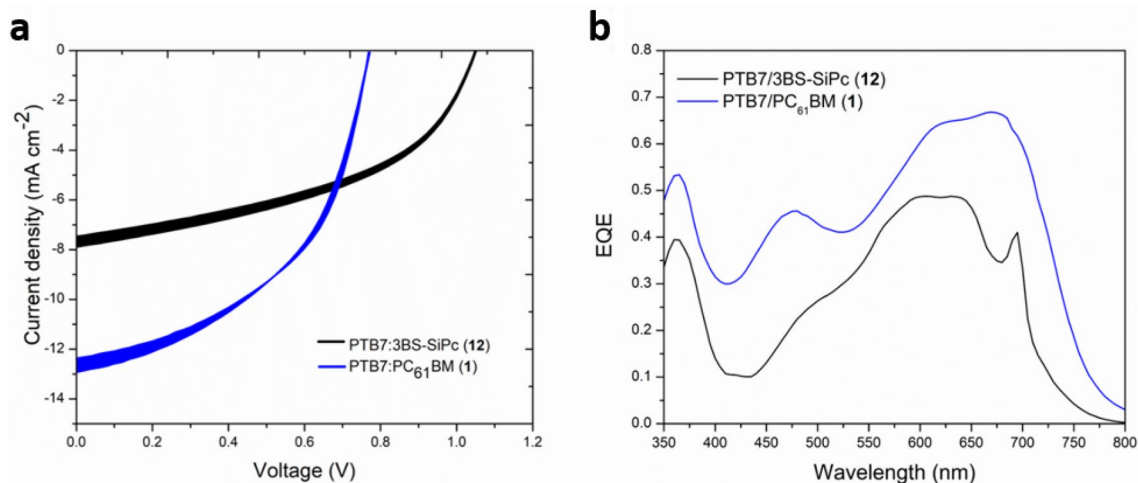 a
0
-2
-4
-6
-8
-10
-12
-14
0.0 0.2 0.4 0.6 0.8 1.0 1.2
Current density (mA cm⁻²)
Voltage (V)
PTB7:3BS-SiPc (12)
PTB7:PC₆₁BM (1)
b
0.8
0.7
0.6
0.5
0.4
0.3
0.2
0.1
0.0
350 400 450 500 550 600 650 700 750 800
EQE
Wavelength (nm)
PTB7/3BS-SiPc (12)
PTB7/PC₆₁BM (1)